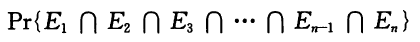 Pr{E₁ ∩ E₂ ∩ E₃ ∩ ⋯ ∩ Eₙ₋₁ ∩ Eₙ}